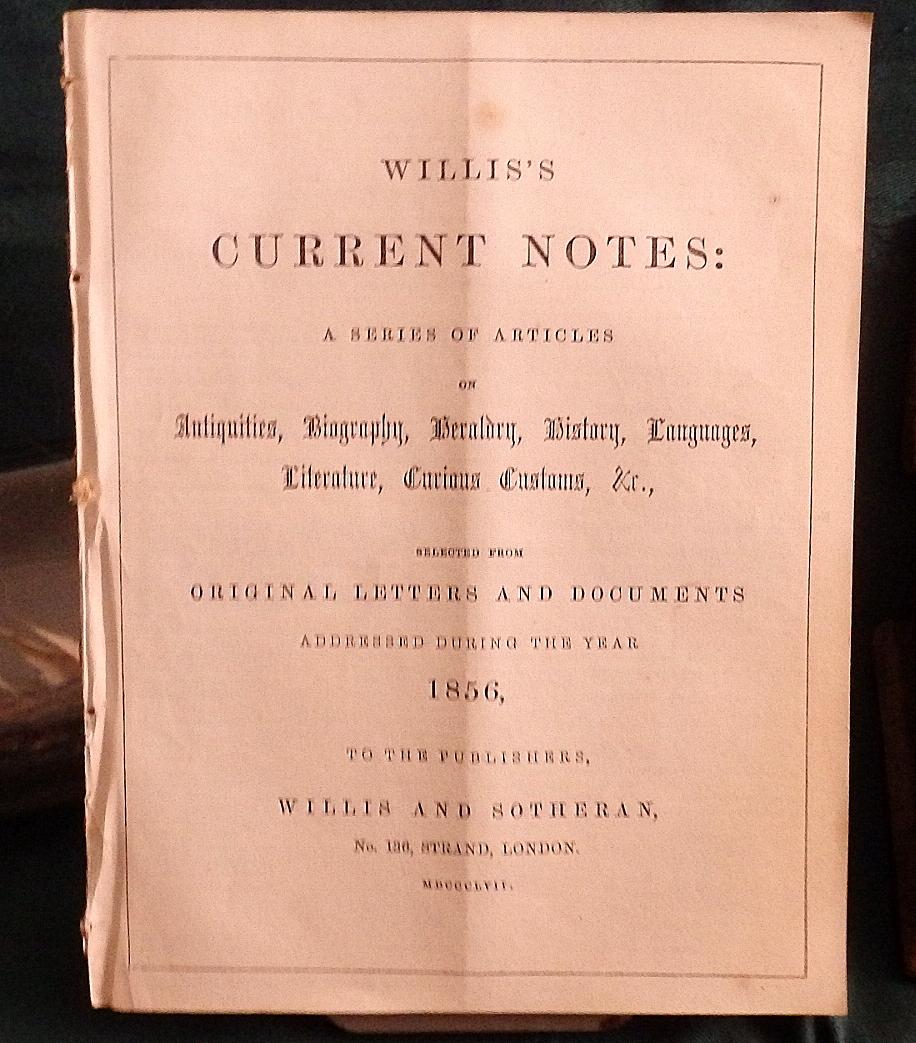 WILLIS'S
CURRENT NOTES:
A SERIES OF ARTICLES
ON
Antiquities, Biography, Heraldry, History, Languages,
Literature, Curious Customs, &c.,
SELECTED FROM
ORIGINAL LETTERS AND DOCUMENTS
ADDRESSED DURING THE YEAR
1856,
TO THE PUBLISHERS,
WILLIS AND SOTHERAN,
No. 136, STRAND, LONDON.
MDCCCLVII.